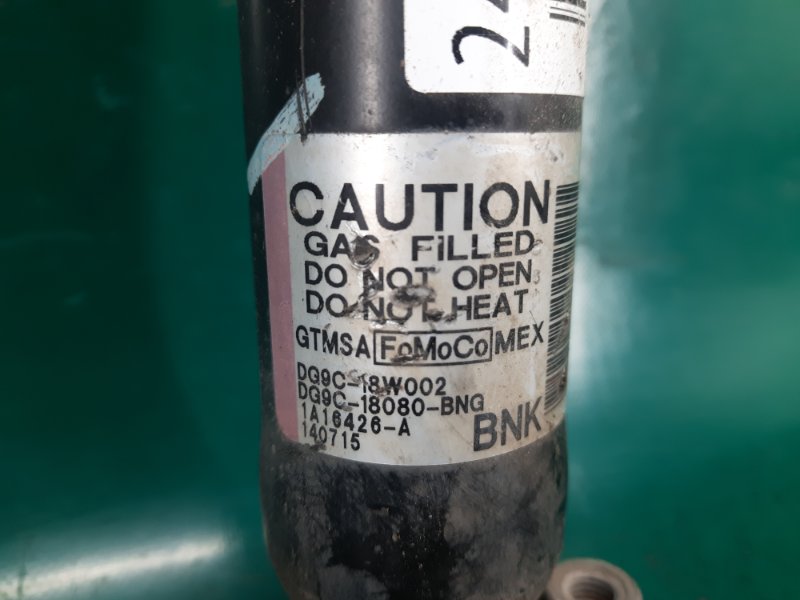 24
CAUTION
GAS FILLED
DO NOT OPEN
DO NOT HEAT
GTMSA FoMoCo MEX
DG9C-18W002
DG9C-18080-BNG
1A16426-A
140715
BNK